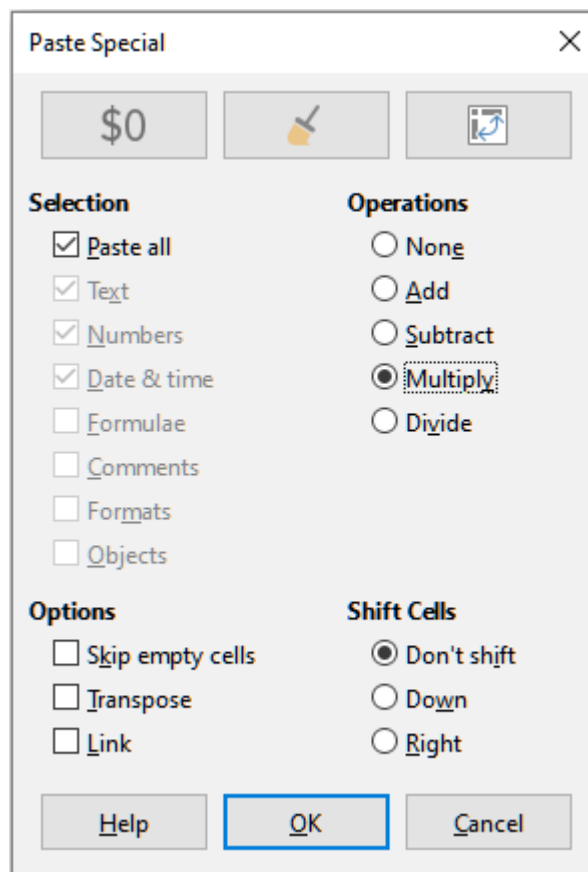 Paste Special
$0
Selection
Operations
Paste all
None
Text
Add
Numbers
Subtract
Date & time
Multiply
Formulae
Divide
Comments
Formats
Objects
Options
Shift Cells
Skip empty cells
Don't shift
Transpose
Down
Link
Right
Help
OK
Cancel